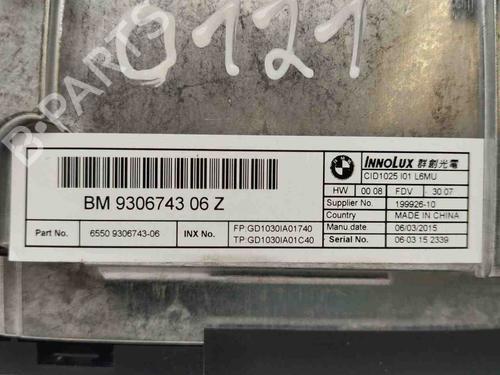 0121
B-PARTS
BMW
INNOLUX 群創光電
CID1025 I01 L6MU
HW 00 08 FDV 30 07
Supplier No. 199926-10
Country MADE IN CHINA
Manu.Date 06/03/2015
Serial No. 06 03 15 2339
BM 9306743 06 Z
Part No. 6550 9306743-06 INX No. FP:GD1030IA01740
TP:GD1030IA01C40